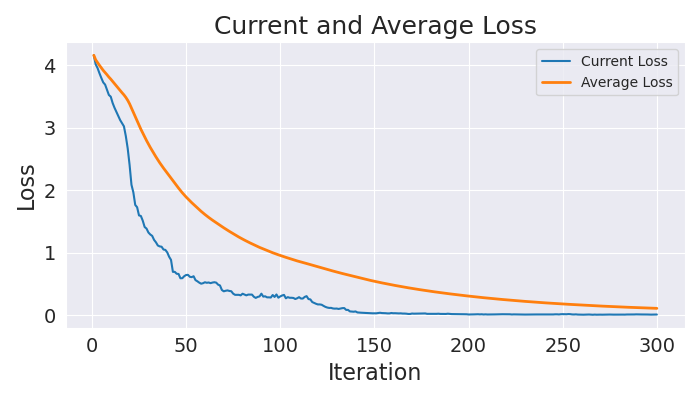 Current and Average Loss
Current Loss
Average Loss
Loss
4
3
2
1
0
0 50 100 150 200 250 300
Iteration